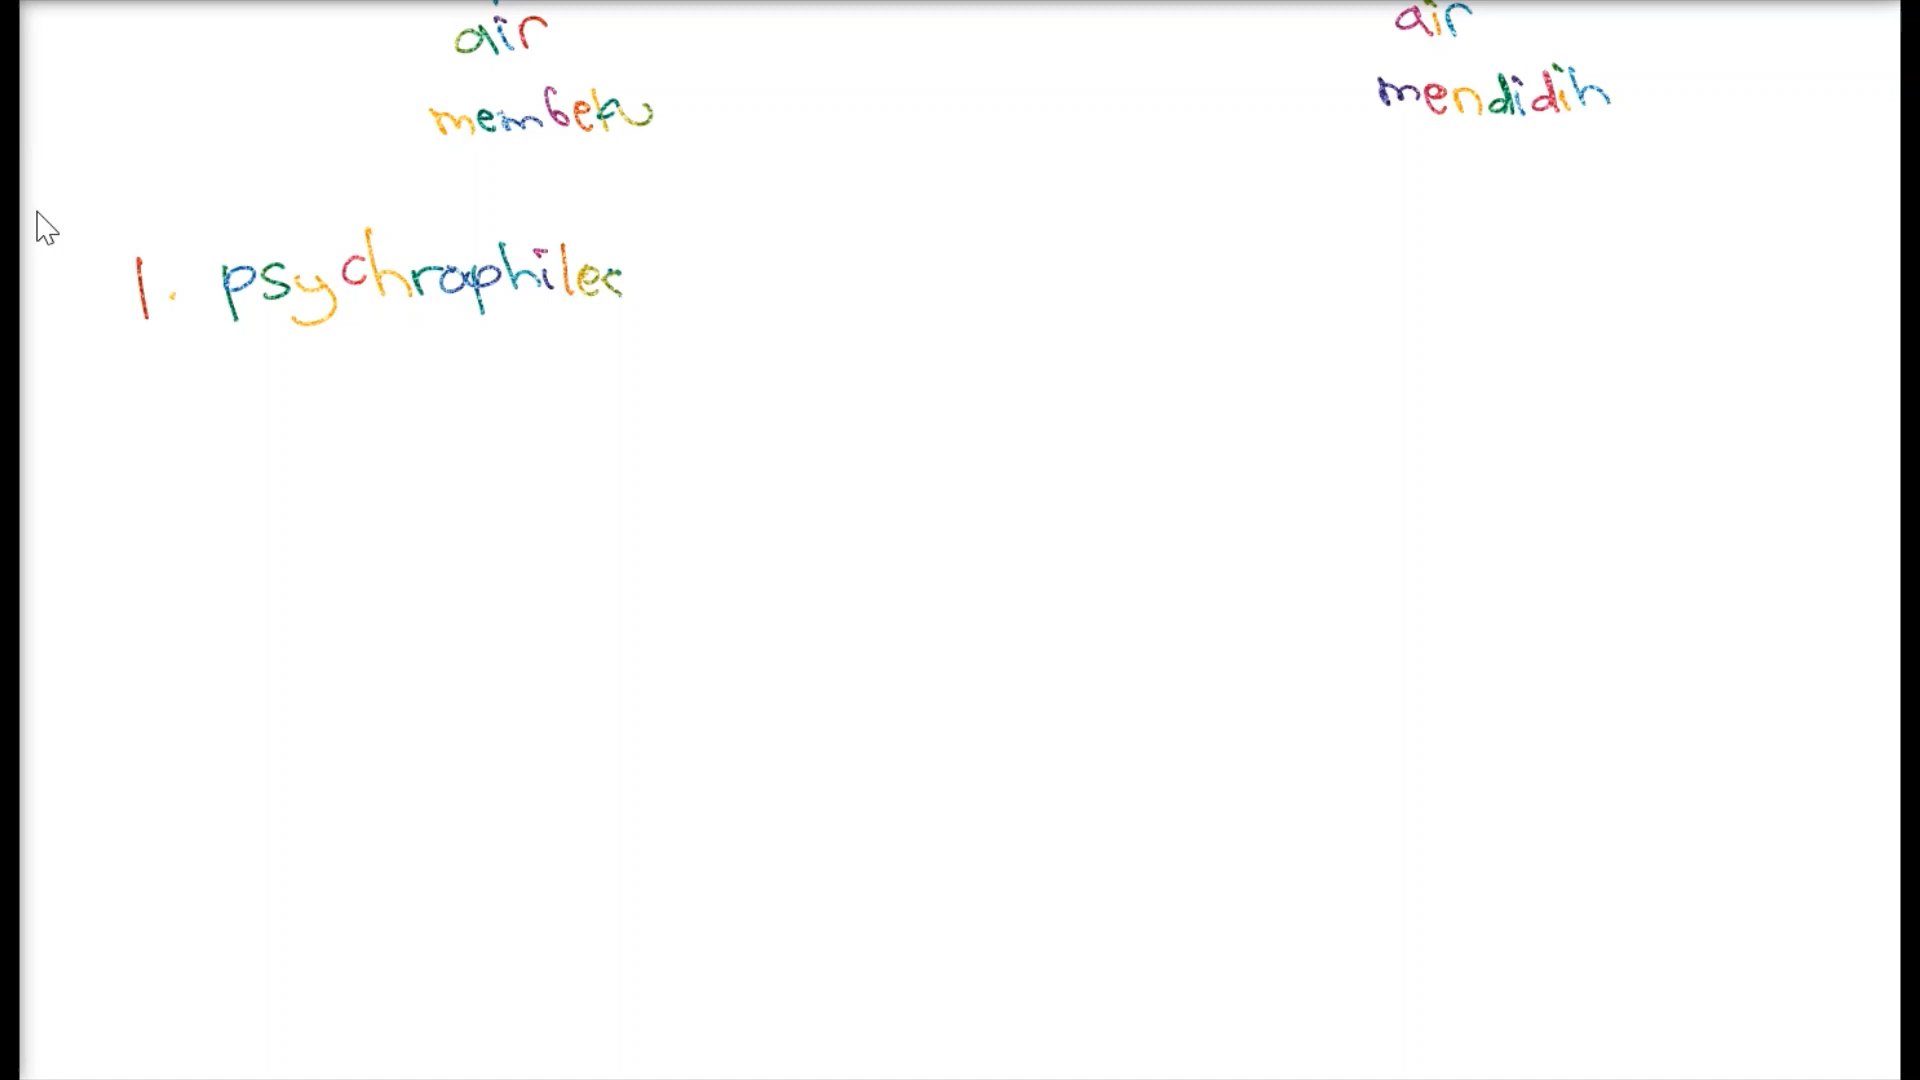 air
membeku
air
mendidih
1. psychrophiles